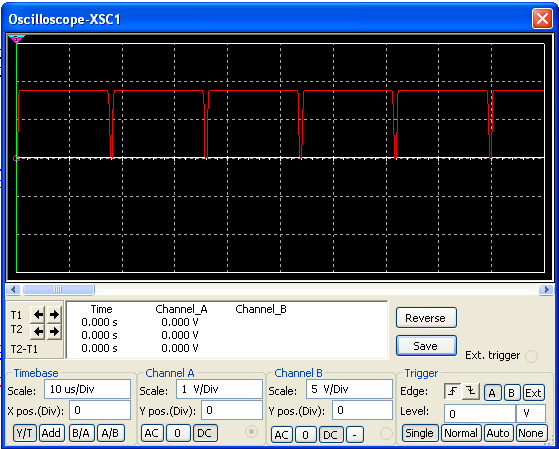 Oscilloscope-XSC1
Time Channel_A Channel_B
T1 0.000 s 0.000 V
T2 0.000 s 0.000 V
T2-T1 0.000 s 0.000 V
Reverse
Save
Ext. trigger
Timebase
Scale: 10 us/Div
X pos.(Div): 0
Y/T Add B/A A/B
Channel A
Scale: 1 V/Div
Y pos.(Div): 0
AC 0 DC
Channel B
Scale: 5 V/Div
Y pos.(Div): 0
AC 0 DC -
Trigger
Edge: A B Ext
Level: 0 V
Single Normal Auto None